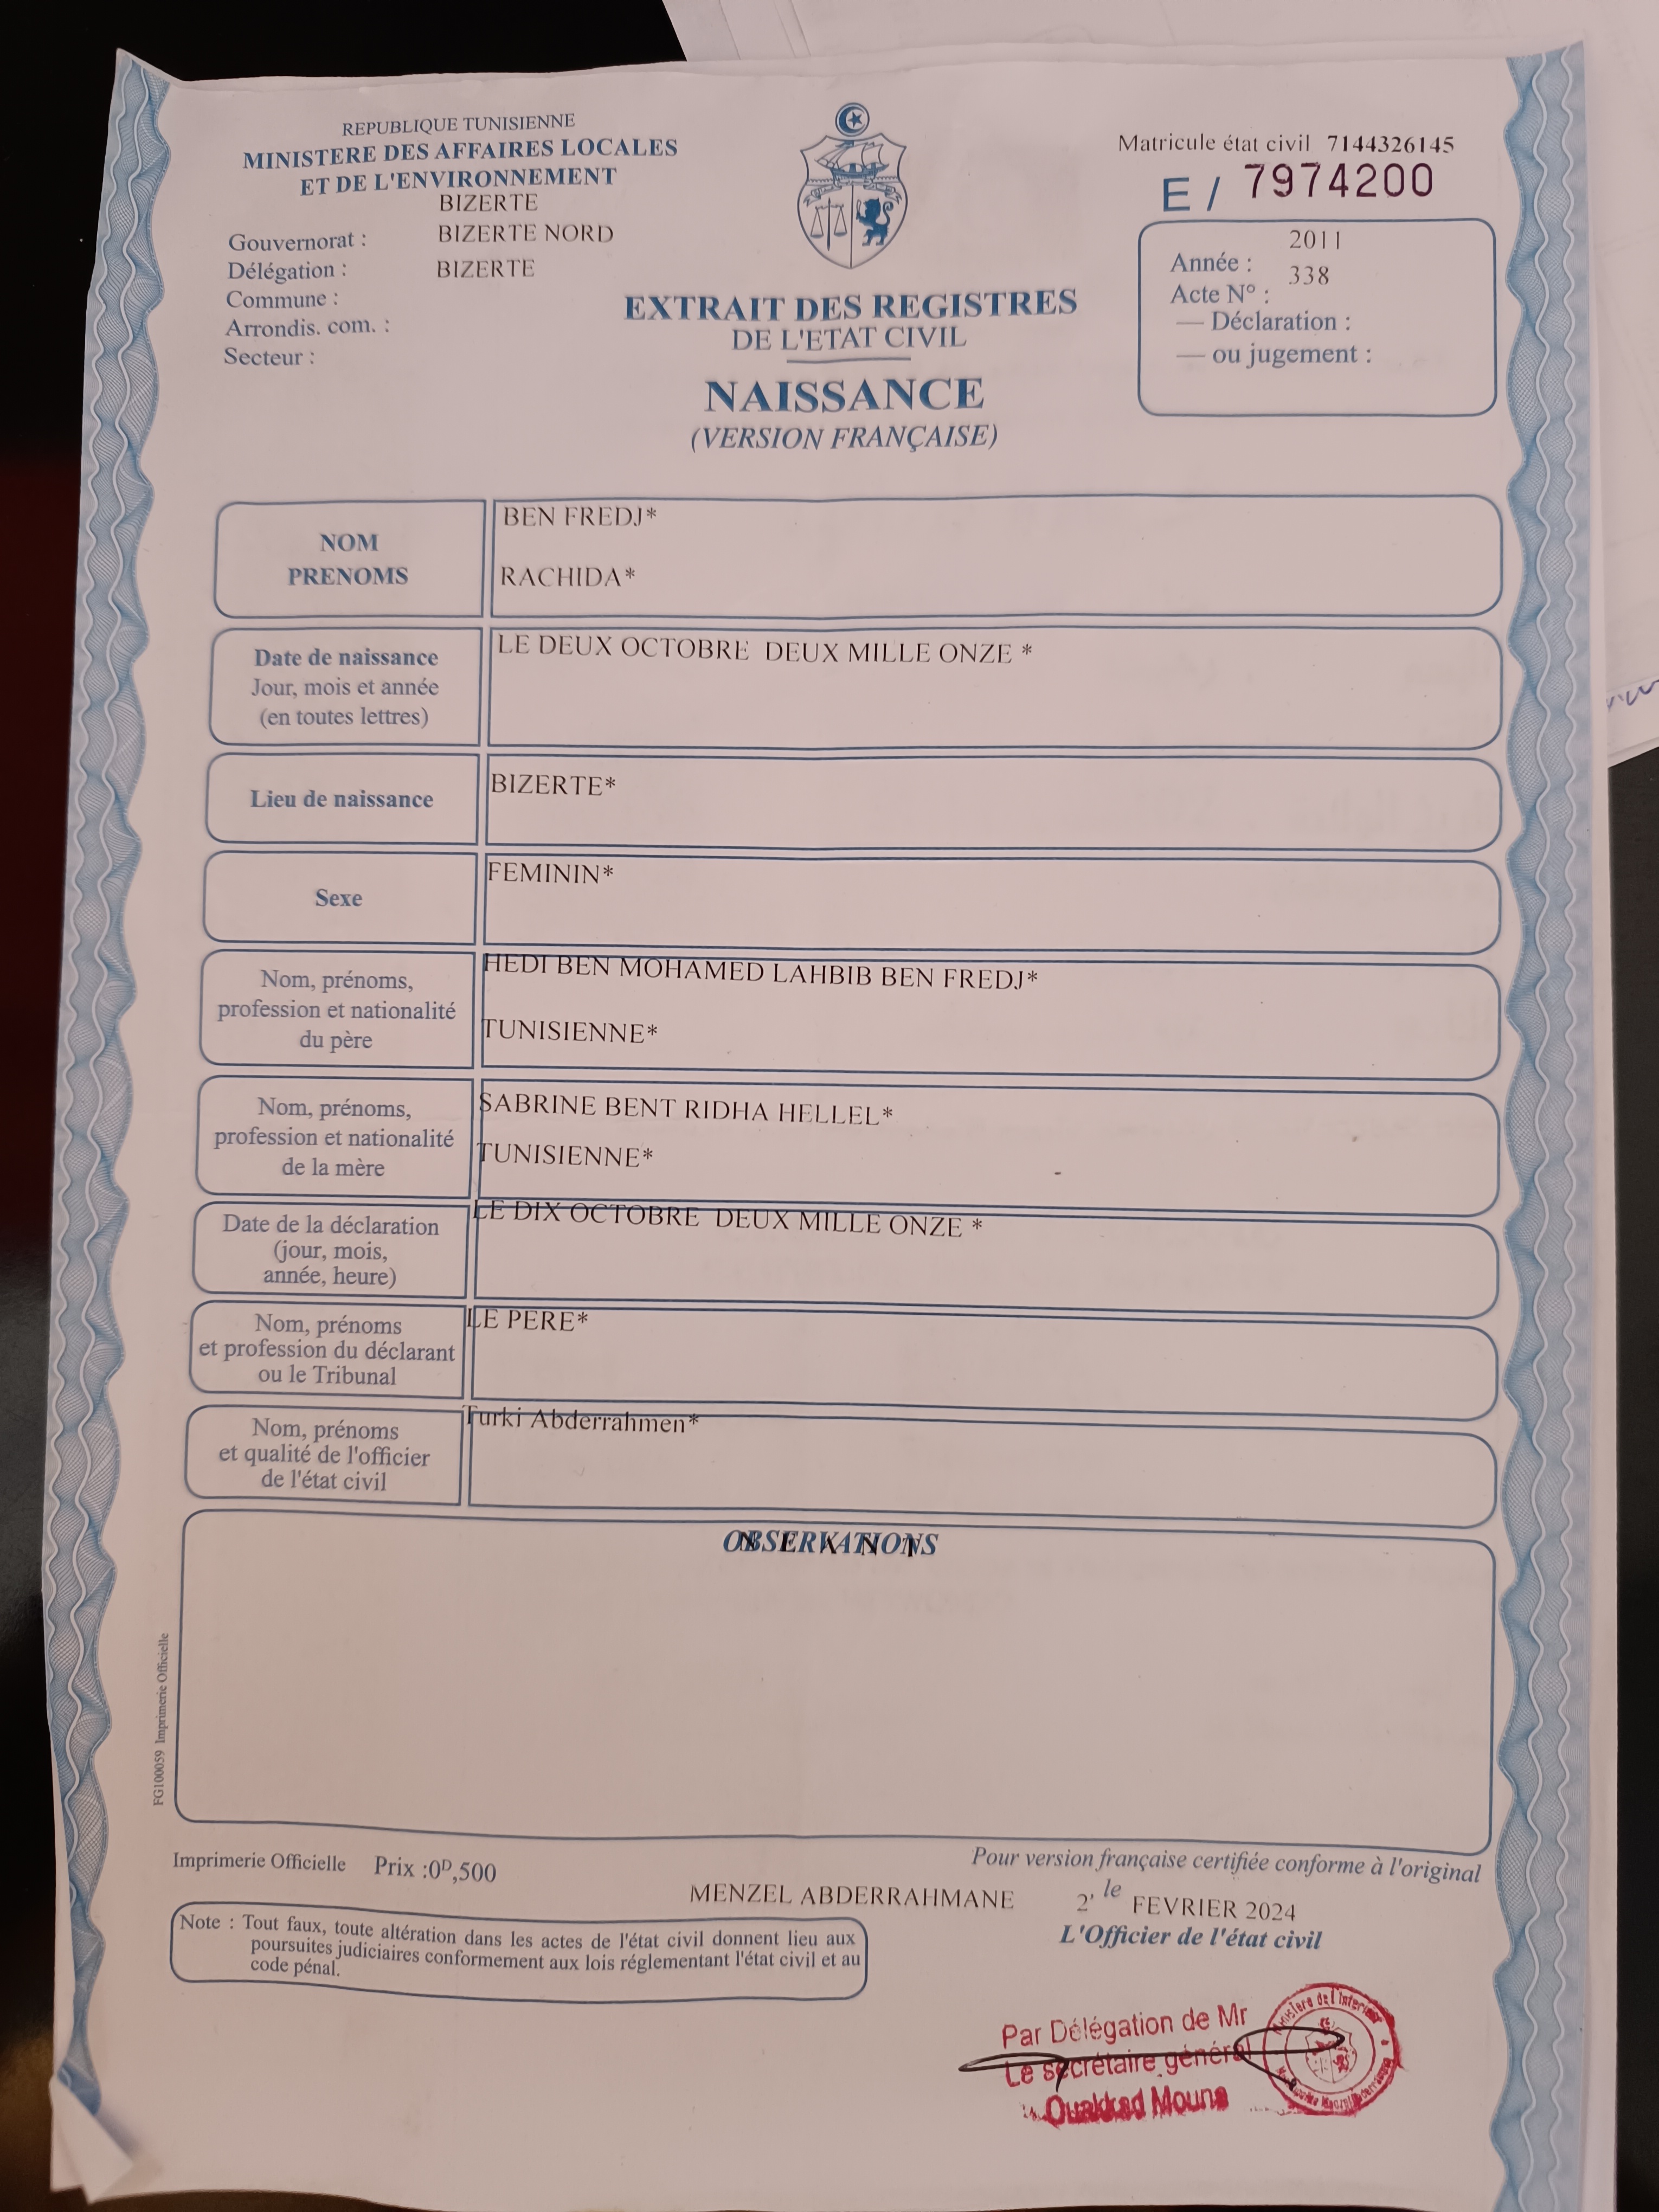 REPUBLIQUE TUNISIENNE
MINISTERE DES AFFAIRES LOCALES
ET DE L'ENVIRONNEMENT
BIZERTE
Gouvernorat : BIZERTE NORD
Délégation : BIZERTE
Commune :
Arrondis. com. :
Secteur :
EXTRAIT DES REGISTRES
DE L'ETAT CIVIL
NAISSANCE
(VERSION FRANÇAISE)
Matricule état civil 7144326145
E / 7974200
2011
Année :
338
Acte N° :
— Déclaration :
— ou jugement :
NOM
PRENOMS
BEN FREDJ*
RACHIDA*
Date de naissance
Jour, mois et année
(en toutes lettres)
LE DEUX OCTOBRE DEUX MILLE ONZE *
Lieu de naissance
BIZERTE*
Sexe
FEMININ*
Nom, prénoms,
profession et nationalité
du père
HEDI BEN MOHAMED LAHBIB BEN FREDJ*
TUNISIENNE*
Nom, prénoms,
profession et nationalité
de la mère
SABRINE BENT RIDHA HELLEL*
TUNISIENNE*
Date de la déclaration
(jour, mois,
année, heure)
LE DIX OCTOBRE DEUX MILLE ONZE *
Nom, prénoms
et profession du déclarant
ou le Tribunal
LE PERE*
Nom, prénoms
et qualité de l'officier
de l'état civil
Turki Abderrahmen*
OBSERVATIONS
N E A N T
FG100059 Imprimerie Officielle
Imprimerie Officielle Prix :0D,500
Pour version française certifiée conforme à l'original
MENZEL ABDERRAHMANE le FEVRIER 2024
L'Officier de l'état civil
Note : Tout faux, toute altération dans les actes de l'état civil donnent lieu aux
poursuites judiciaires conformement aux lois réglementant l'état civil et au
code pénal.
Par Délégation de Mr
Le secrétaire général
Ouakkad Mouna
Ministère de l'Intérieur